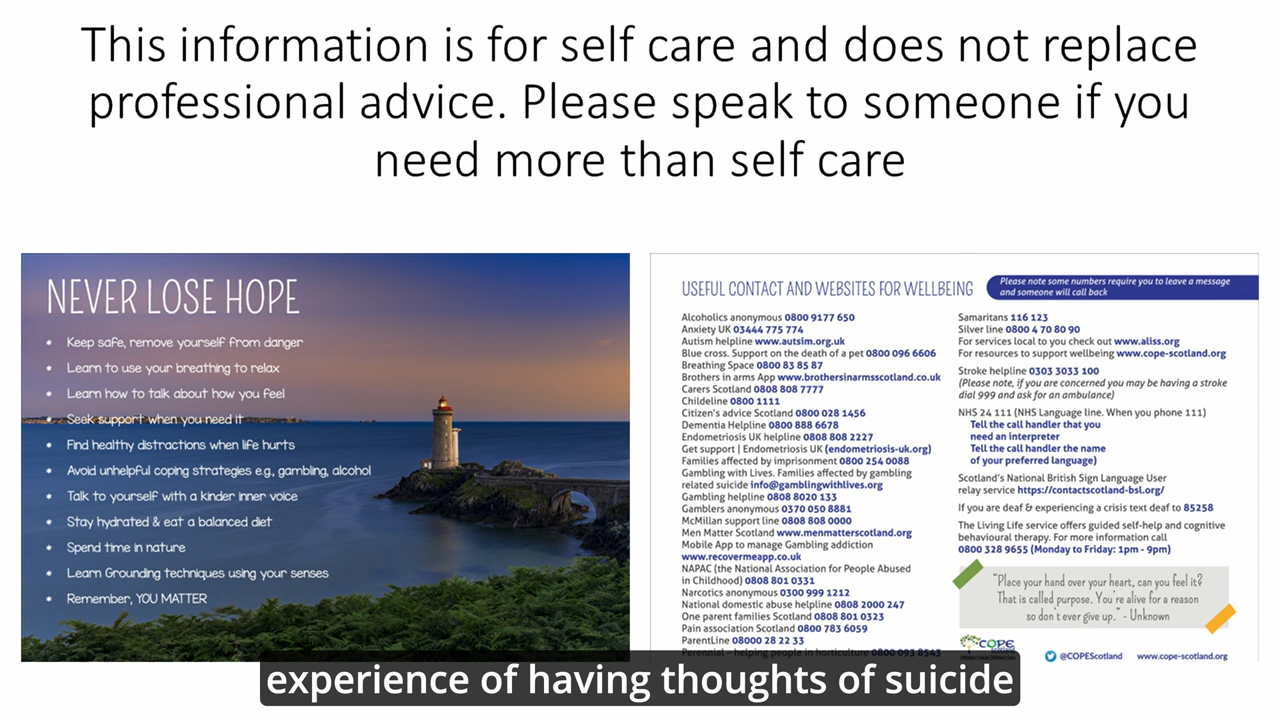 This information is for self care and does not replace
professional advice. Please speak to someone if you
need more than self care
NEVER LOSE HOPE
Keep safe, remove yourself from danger
Learn to use your breathing to relax
Learn how to talk about how you feel
Seek support when you need it
Find healthy distractions when life hurts
Avoid unhelpful coping strategies e.g., gambling, alcohol
Talk to yourself with a kinder inner voice
Stay hydrated & eat a balanced diet
Spend time in nature
Learn Grounding techniques using your senses
Remember, YOU MATTER
USEFUL CONTACT AND WEBSITES FOR WELLBEING
Please note some numbers require you to leave a message
and someone will call back
Alcoholics anonymous 0800 9177 650
Anxiety UK 03444 775 774
Autism helpline www.autsim.org.uk
Blue cross. Support on the death of a pet 0800 096 6606
Breathing Space 0800 83 85 87
Brothers in arms App www.brothersinarmsscotland.co.uk
Carers Scotland 0808 808 7777
Childeline 0800 1111
Citizen's advice Scotland 0800 028 1456
Dementia Helpline 0800 888 6678
Endometriosis UK helpline 0808 808 2227
Get support | Endometriosis UK (endometriosis-uk.org)
Families affected by imprisonment 0800 254 0088
Gambling with Lives. Families affected by gambling
related suicide info@gamblingwithlives.org
Gambling helpline 0808 8020 133
Gamblers anonymous 0370 050 8881
McMillan support line 0808 808 0000
Men Matter Scotland www.menmatterscotland.org
Mobile App to manage Gambling addiction
www.recovermeapp.co.uk
NAPAC (the National Association for People Abused
in Childhood) 0808 801 0331
Narcotics anonymous 0300 999 1212
National domestic abuse helpline 0808 2000 247
One parent families Scotland 0808 801 0323
Pain association Scotland 0800 783 6059
ParentLine 08000 28 22 33
Perennial – helping people in horticulture 0800 093 8543
Samaritans 116 123
Silver line 0800 4 70 80 90
For services local to you check out www.aliss.org
For resources to support wellbeing www.cope-scotland.org
Stroke helpline 0303 3033 100
(Please note, if you are concerned you may be having a stroke
dial 999 and ask for an ambulance)
NHS 24 111 (NHS Language line. When you phone 111)
Tell the call handler that you
need an interpreter
Tell the call handler the name
of your preferred language)
Scotland's National British Sign Language User
relay service https://contactscotland-bsl.org/
If you are deaf & experiencing a crisis text deaf to 85258
The Living Life service offers guided self-help and cognitive
behavioural therapy. For more information call
0800 328 9655 (Monday to Friday: 1pm - 9pm)
"Place your hand over your heart, can you feel it?
That is called purpose. You're alive for a reason
so don't ever give up." - Unknown
COPE
@COPEScotland www.cope-scotland.org
experience of having thoughts of suicide